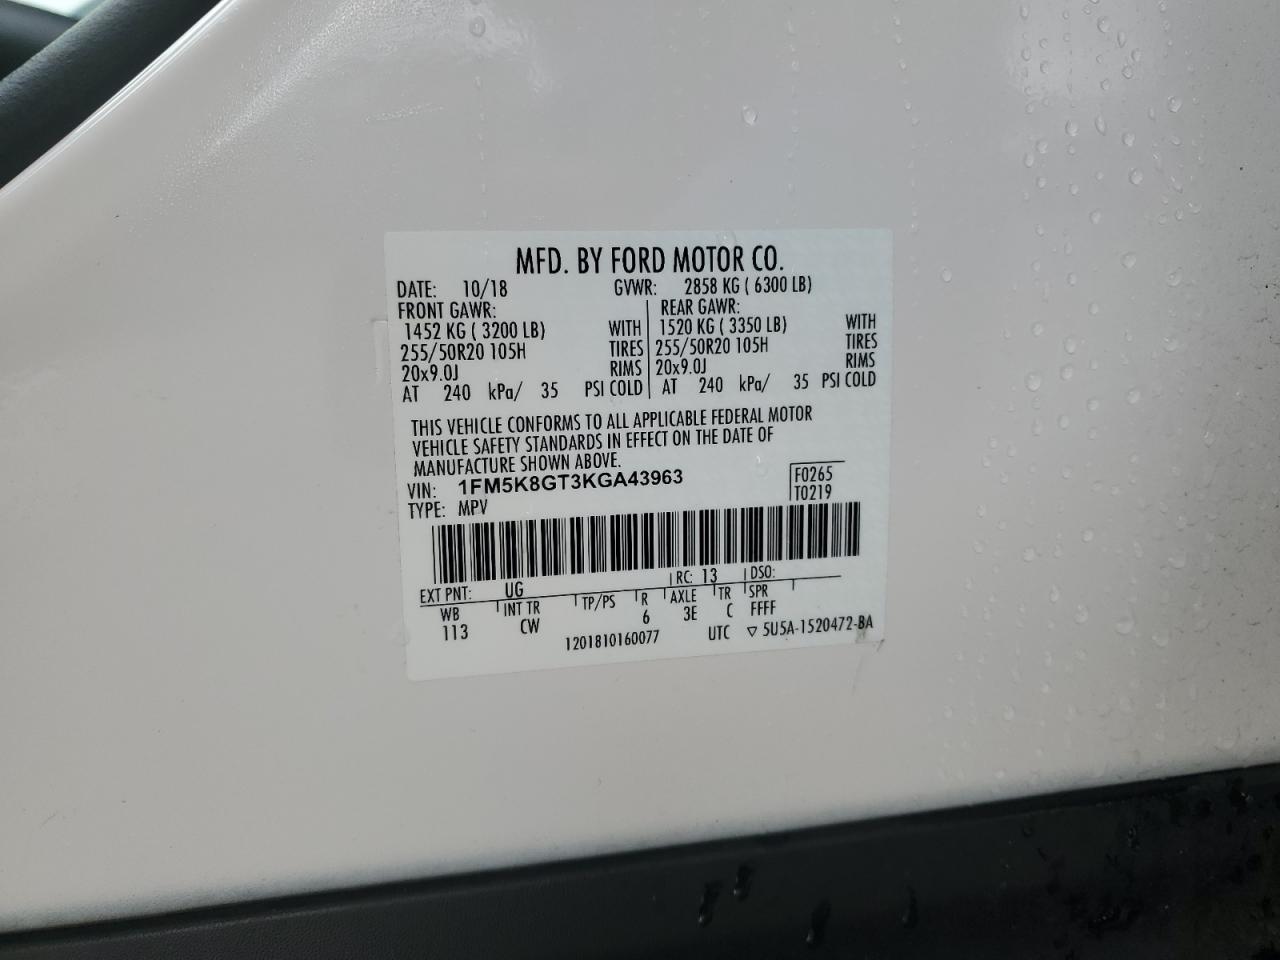 MFD. BY FORD MOTOR CO.
DATE: 10/18 GVWR: 2858 KG ( 6300 LB)
FRONT GAWR: REAR GAWR:
1452 KG ( 3200 LB) WITH 1520 KG ( 3350 LB) WITH
255/50R20 105H TIRES 255/50R20 105H TIRES
20x9.0J RIMS 20x9.0J RIMS
AT 240 kPa/ 35 PSI COLD AT 240 kPa/ 35 PSI COLD
THIS VEHICLE CONFORMS TO ALL APPLICABLE FEDERAL MOTOR
VEHICLE SAFETY STANDARDS IN EFFECT ON THE DATE OF
MANUFACTURE SHOWN ABOVE.
VIN: 1FM5K8GT3KGA43963 F0265
TYPE: MPV T0219
EXT PNT: UG RC: 13 DSO:
WB INT TR TP/PS R AXLE TR SPR
113 CW 6 3E C FFFF
1201810160077 UTC ▽ 5U5A-1520472-BA